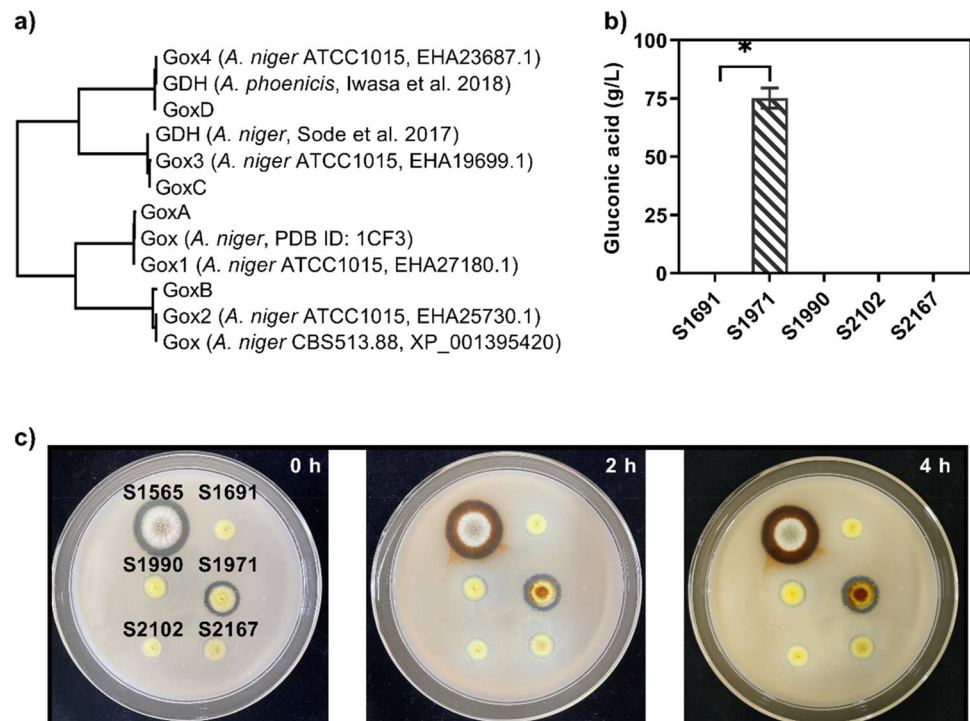 a)
Gox4 (A. niger ATCC1015, EHA23687.1)
GDH (A. phoenicis, Iwasa et al. 2018)
GoxD
GDH (A. niger, Sode et al. 2017)
Gox3 (A. niger ATCC1015, EHA19699.1)
GoxC
GoxA
Gox (A. niger, PDB ID: 1CF3)
Gox1 (A. niger ATCC1015, EHA27180.1)
GoxB
Gox2 (A. niger ATCC1015, EHA25730.1)
Gox (A. niger CBS513.88, XP_001395420)
b)
Gluconic acid (g/L)
100
75
50
25
0
*
S1691
S1971
S1990
S2102
S2167
c)
0 h
S1565 S1691
S1990 S1971
S2102 S2167
2 h
4 h